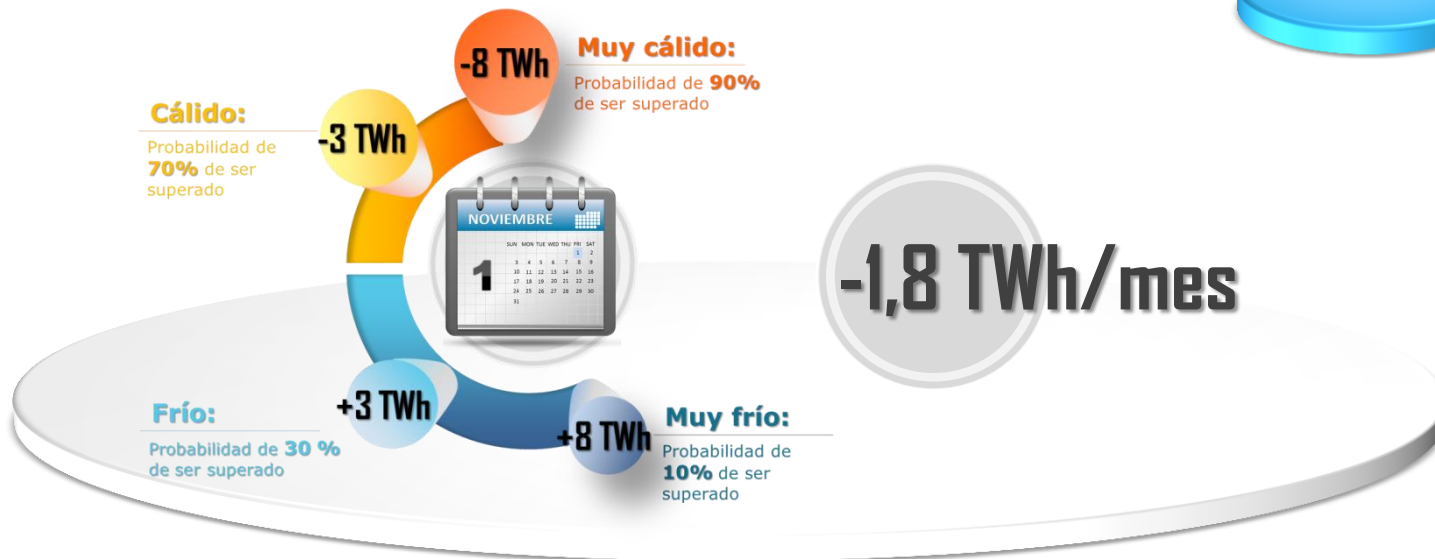 -8 TWh
Muy cálido:
Probabilidad de 90%
de ser superado
Cálido:
Probabilidad de
70% de ser
superado
-3 TWh
NOVIEMBRE
SUN MON TUE WED THU FRI SAT
1 2
3 4 5 6 7 8 9
10 11 12 13 14 15 16
17 18 19 20 21 22 23
24 25 26 27 28 29 30
31
1
-1,8 TWh/mes
Frío:
Probabilidad de 30 %
de ser superado
+3 TWh
+8 TWh
Muy frío:
Probabilidad de
10% de ser
superado